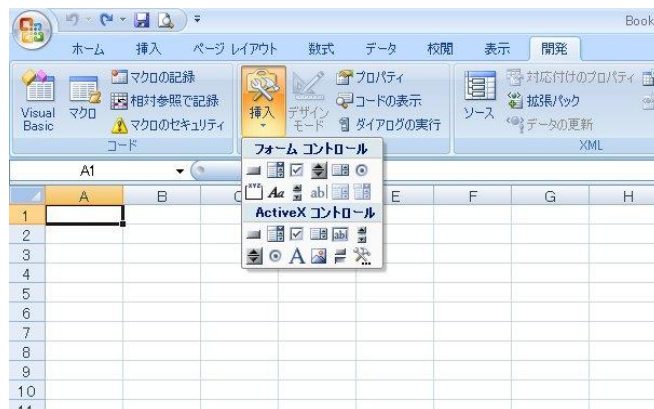 Book
ホーム 挿入 ページ レイアウト 数式 データ 校閲 表示 開発
Visual Basic
マクロ
マクロの記録
相対参照で記録
マクロのセキュリティ
コード
挿入
デザイン モード
プロパティ
コードの表示
ダイアログの実行
ソース
対応付けのプロパティ
拡張パック
データの更新
XML
フォーム コントロール
Aa ab
ActiveX コントロール
ab
A
A1
A B C E F G H
1
2
3
4
5
6
7
8
9
10